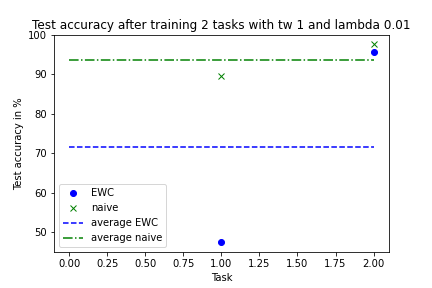 Test accuracy after training 2 tasks with tw 1 and lambda 0.01
Test accuracy in %
100
90
80
70
60
50
EWC
naive
average EWC
average naive
0.00 0.25 0.50 0.75 1.00 1.25 1.50 1.75 2.00
Task